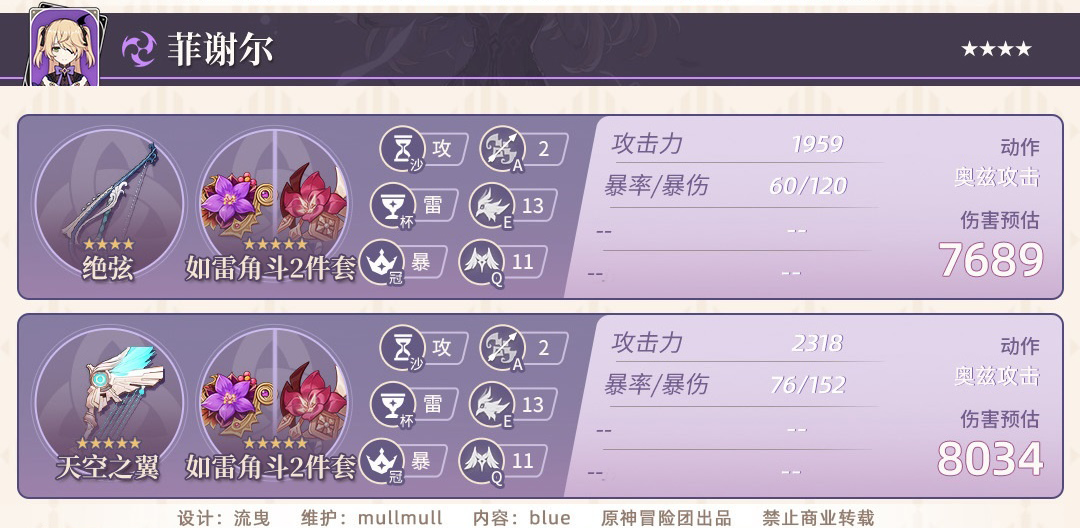 菲谢尔 ★★★★
绝弦
如雷角斗2件套
沙 攻 A 2
杯 雷 E 13
冠 暴 Q 11
攻击力 1959
暴率/暴伤 60/120
-- --
-- --
动作
奥兹攻击
伤害预估
7689
天空之翼
如雷角斗2件套
沙 攻 A 2
杯 雷 E 13
冠 暴 Q 11
攻击力 2318
暴率/暴伤 76/152
-- --
-- --
动作
奥兹攻击
伤害预估
8034
设计：流曳 维护：mullmull 内容：blue 原神冒险团出品 禁止商业转载